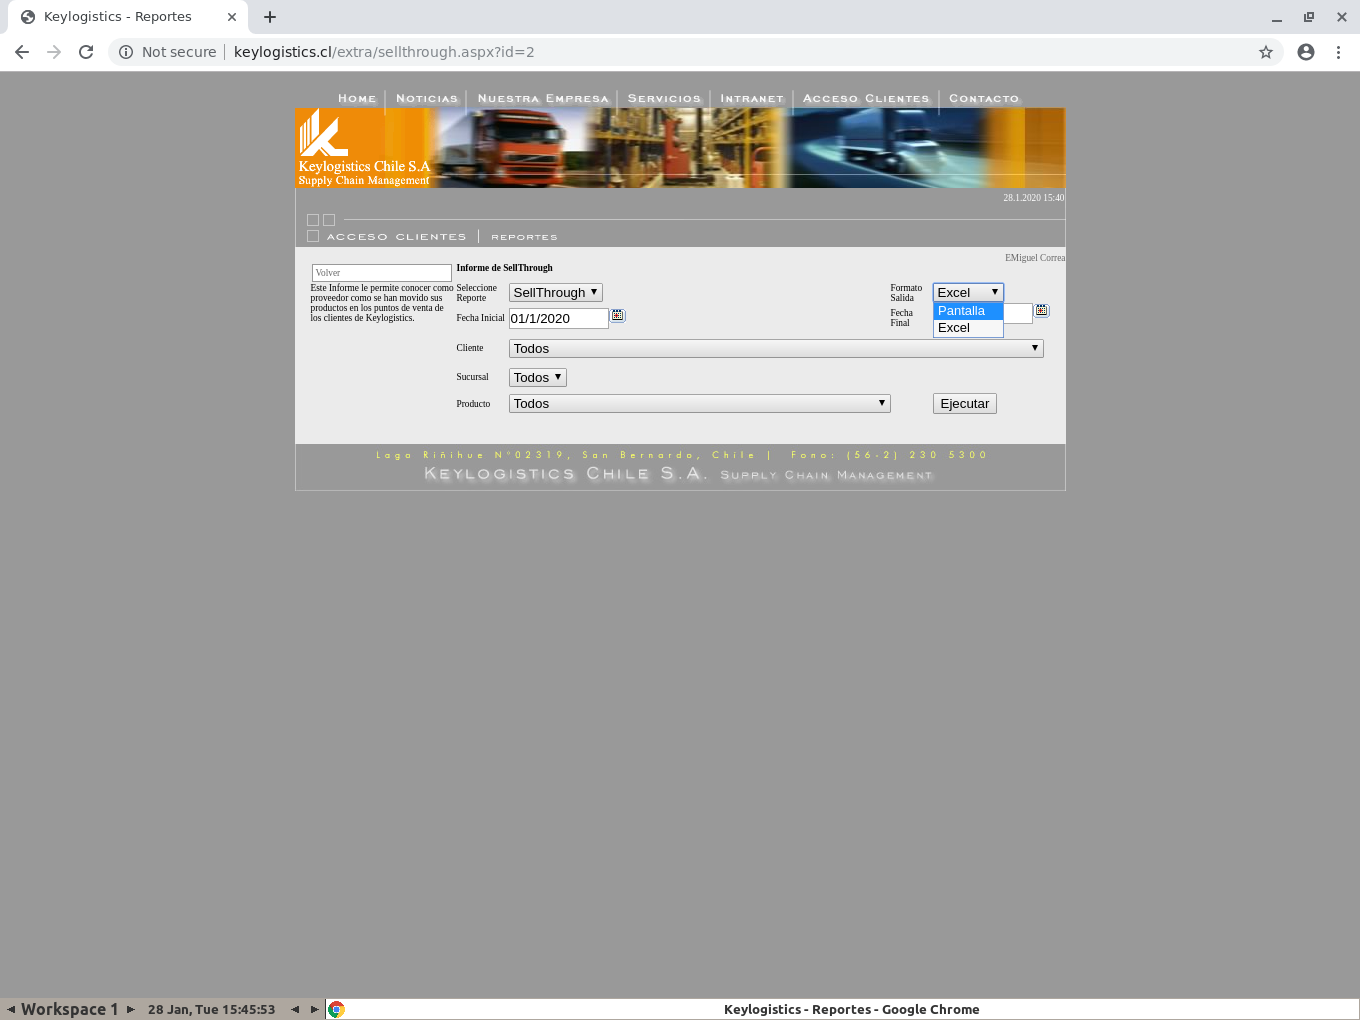 Keylogistics - Reportes
Not secure
keylogistics.cl/extra/sellthrough.aspx?id=2
Home | Noticias | Nuestra Empresa | Servicios | Intranet | Acceso Clientes | Contacto
Keylogistics Chile S.A
Supply Chain Management
28.1.2020 15:40
ACCESO CLIENTES | REPORTES
EMiguel Correa
Volver
Este Informe le permite conocer como
proveedor como se han movido sus
productos en los puntos de venta de
los clientes de Keylogistics.
Informe de SellThrough
Seleccione
Reporte
SellThrough
Formato
Salida
Excel
Pantalla
Excel
Fecha Inicial
01/1/2020
Fecha
Final
Cliente
Todos
Sucursal
Todos
Producto
Todos
Ejecutar
Lago Riñihue N°02319, San Bernardo, Chile | Fono: (56-2) 230 5300
Keylogistics Chile S.A. Supply Chain Management
Workspace 1
28 Jan, Tue 15:45:53
Keylogistics - Reportes - Google Chrome